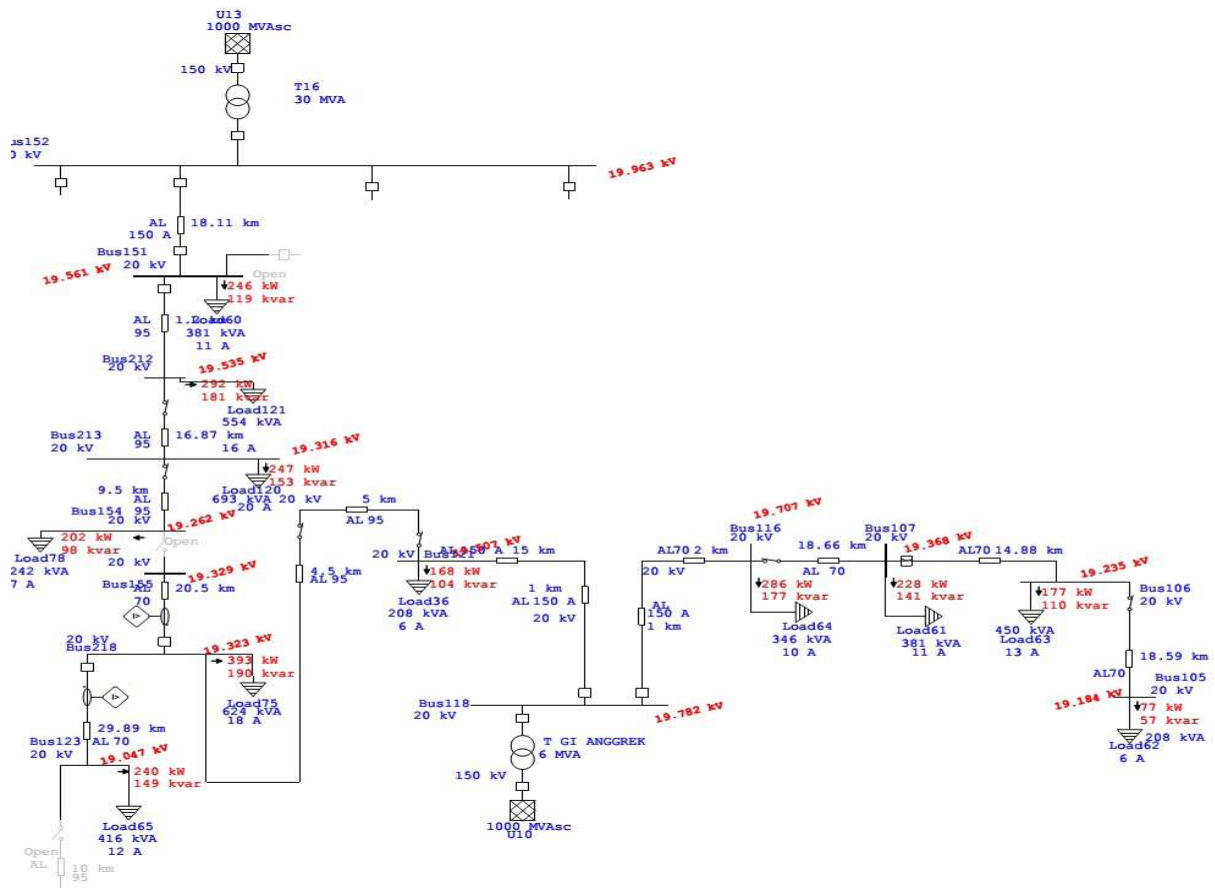 U13
1000 MVAsc
150 kV
T16
30 MVA
us152
0 kV
19.963 kV
AL
18.11 km
150 A
Bus151
20 kV
19.561 kV
Open
246 kW
119 kvar
AL
95
Load60
381 kVA
11 A
Bus212
20 kV
19.535 kV
292 kW
181 kvar
Load121
554 kVA
Bus213
20 kV
AL
95
16.87 km
16 A
19.316 kV
247 kW
153 kvar
Load120
693 kVA
20 A
9.5 km
AL
95
Bus154
20 kV
19.262 kV
202 kW
98 kvar
Open
Load78
242 kVA
7 A
20 kV
Bus155
19.329 kV
AL
70
20.5 km
20 kV
Bus218
19.323 kV
393 kW
190 kvar
Load75
624 kVA
18 A
29.89 km
AL 70
Bus123
20 kV
19.047 kV
240 kW
149 kvar
Load65
416 kVA
12 A
Open
AL
10 km
95
20 kV
5 km
AL 95
4.5 km
AL 95
20 kV
168 kW
104 kvar
Load36
208 kVA
6 A
15 km
1 km
AL 150 A
20 kV
Bus118
20 kV
19.782 kV
T GI ANGGREK
6 MVA
150 kV
1000 MVAsc
U10
AL
150 A
1 km
AL70 2 km
20 kV
19.707 kV
Bus116
20 kV
286 kW
177 kvar
Load64
346 kVA
10 A
18.66 km
AL 70
Bus107
20 kV
19.368 kV
228 kW
141 kvar
Load61
381 kVA
11 A
AL70 14.88 km
19.235 kV
177 kW
110 kvar
450 kVA
Load63
13 A
Bus106
20 kV
18.59 km
AL70
Bus105
20 kV
19.184 kV
77 kW
57 kvar
208 kVA
Load62
6 A